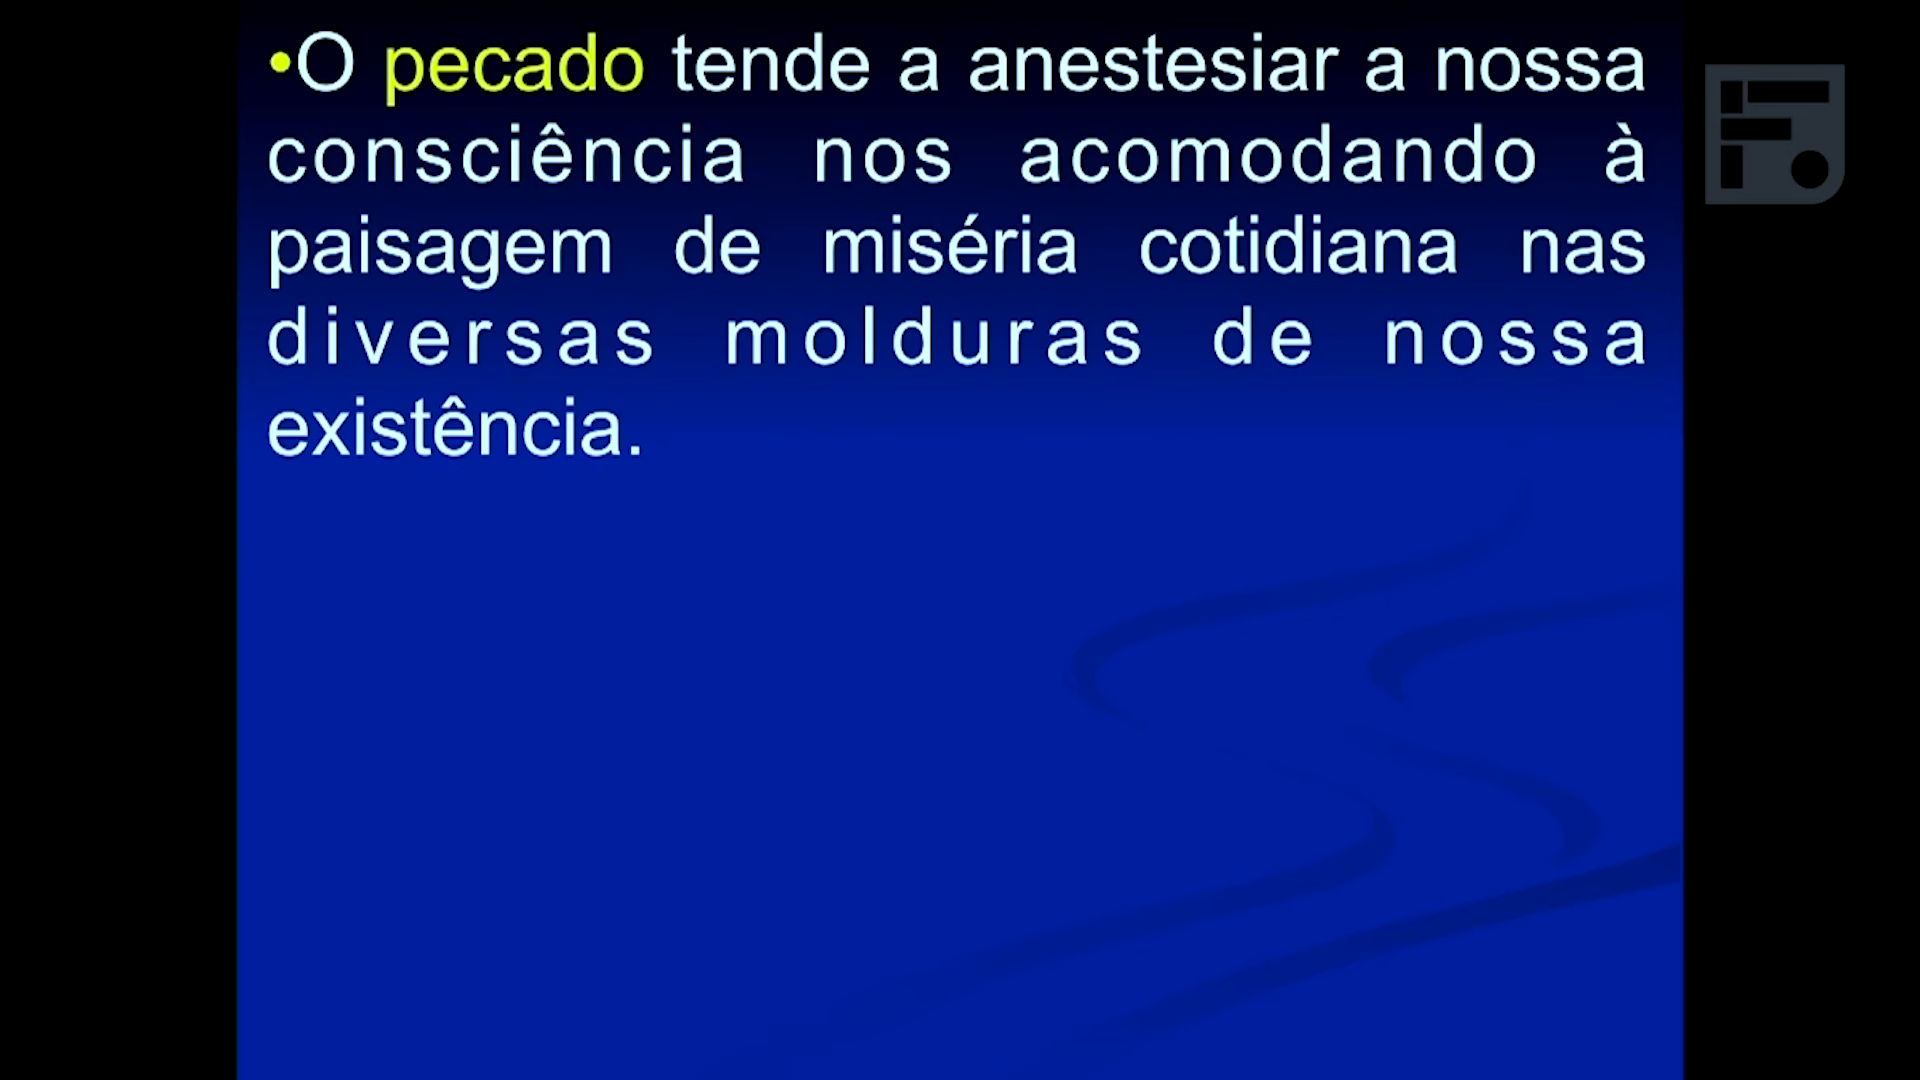 •O pecado tende a anestesiar a nossa
consciência nos acomodando à
paisagem de miséria cotidiana nas
diversas molduras de nossa
existência.